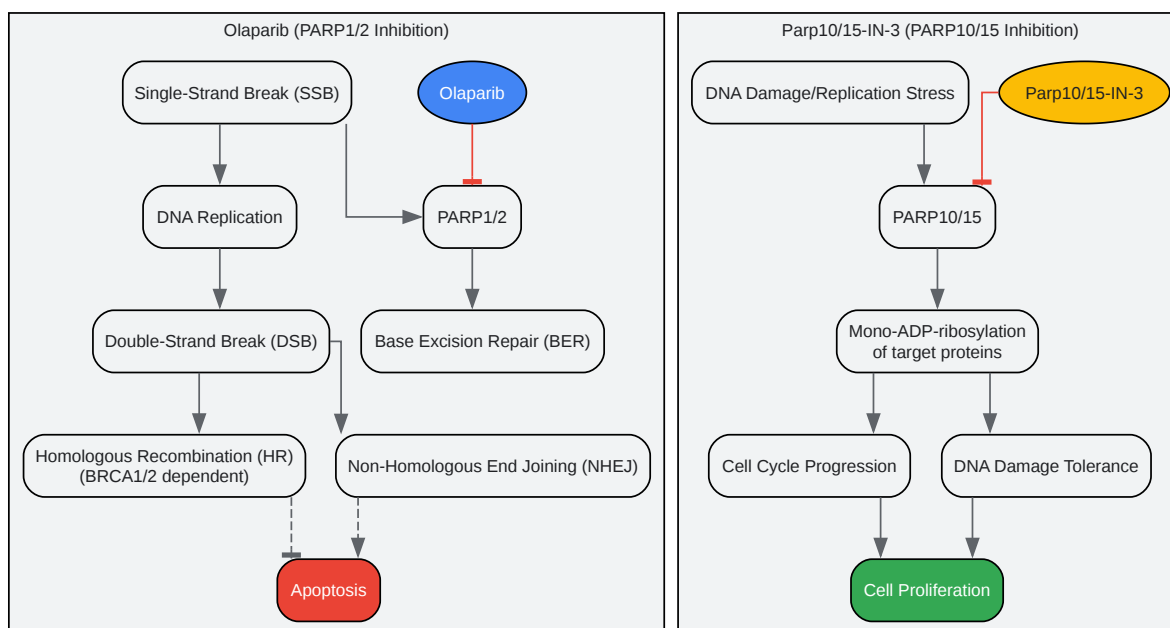 Olaparib (PARP1/2 Inhibition)
Single-Strand Break (SSB)
Olaparib
DNA Replication
PARP1/2
Double-Strand Break (DSB)
Base Excision Repair (BER)
Homologous Recombination (HR)
(BRCA1/2 dependent)
Non-Homologous End Joining (NHEJ)
Apoptosis
Parp10/15-IN-3 (PARP10/15 Inhibition)
DNA Damage/Replication Stress
Parp10/15-IN-3
PARP10/15
Mono-ADP-ribosylation
of target proteins
Cell Cycle Progression
DNA Damage Tolerance
Cell Proliferation